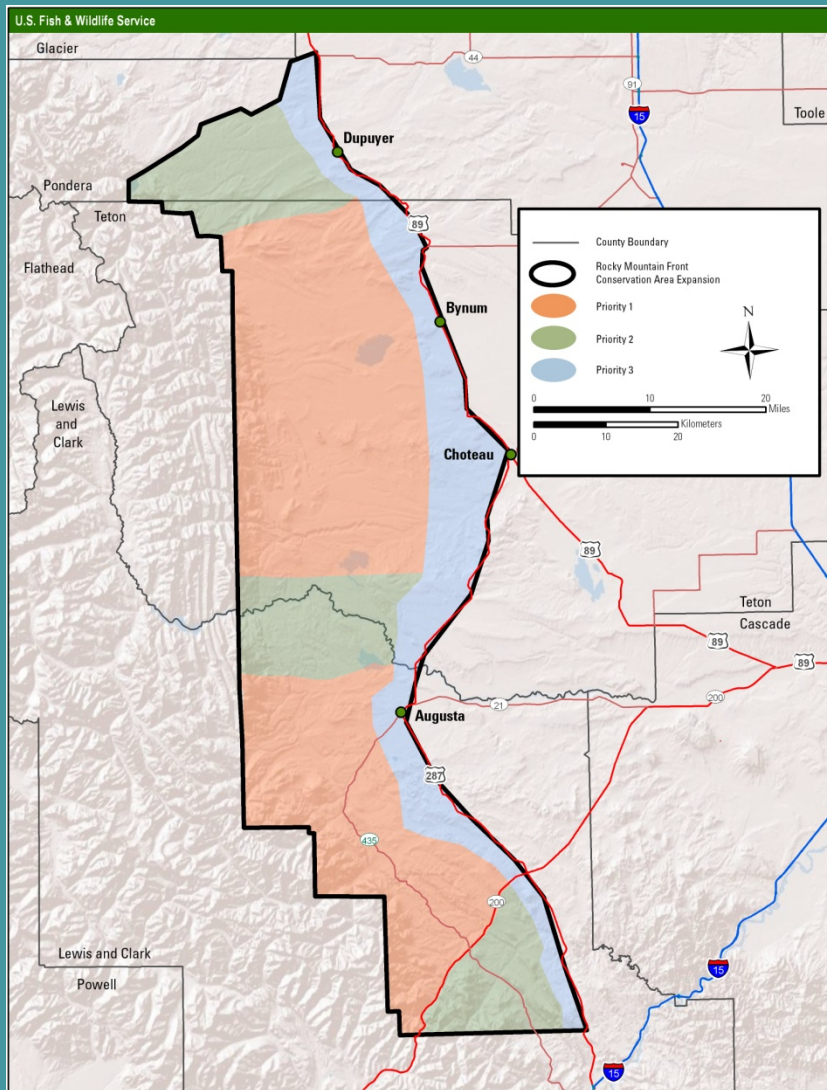 U.S. Fish & Wildlife Service
Glacier
44
91
15
Toole
Dupuyer
Pondera
Teton
89
Flathead
County Boundary
Rocky Mountain Front
Conservation Area Expansion
Priority 1
Priority 2
Priority 3
N
0 10 20
Miles
Kilometers
0 10 20
Bynum
Lewis
and
Clark
Choteau
89
Teton
Cascade
89
89
200
21
Augusta
287
435
200
Lewis and Clark
Powell
15
15